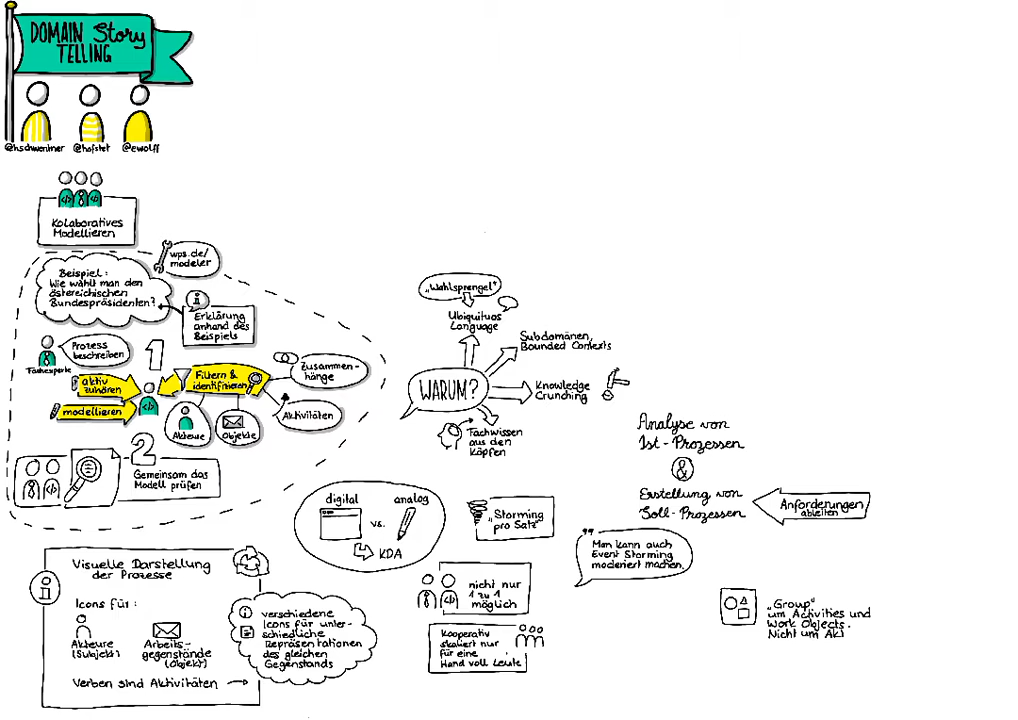 DOMAIN Story
TELLING
@hschwentner @hofstet @ewolff
Kolaboratives
Modellieren
wps.de/
modeler
Beispiel:
Wie wählt man den
östereichischen
Bundespräsidenten?
Erklärung
anhand des
Beispiels
Prozess
beschreiben
Fachexperte
1
aktiv
zuhören
modellieren
Filtern &
identifizieren
Zusammen-
hänge
Akteure
Objekte
Aktivitäten
2
Gemeinsam das
Modell prüfen
„Wahlsprengel“
Ubiquituos
Language
Subdomänen,
Bounded Contexts
WARUM?
Knowledge
Crunching
Fachwissen
aus den
Köpfen
Analyse von
Ist-Prozessen
&
Erstellung von
Soll-Prozessen
Anforderungen
ableiten
digital
analog
vs.
KDA
„Storming
pro Satz“
Man kann auch
Event Storming
moderiert machen.
nicht nur
1 zu 1
möglich
Kooperativ
skaliert nur
für eine
Hand voll Leute
„Group“
um Activities und
Work Objects.
Nicht um Akt
Visuelle Darstellung
der Prozesse
Icons für:
Akteure
(Subjekt)
Arbeits-
gegenstände
(Objekt)
Verben sind Aktivitäten
verschiedene
Icons für unter-
schiedliche
Repräsentationen
des gleichen
Gegenstands